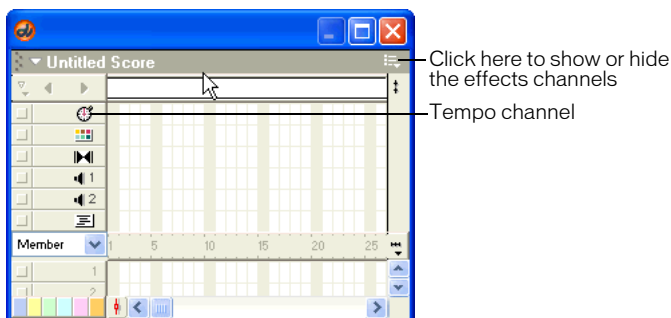 Untitled Score
Click here to show or hide
the effects channels
Tempo channel
1
2
Member
1 5 10 15 20 25
1
2